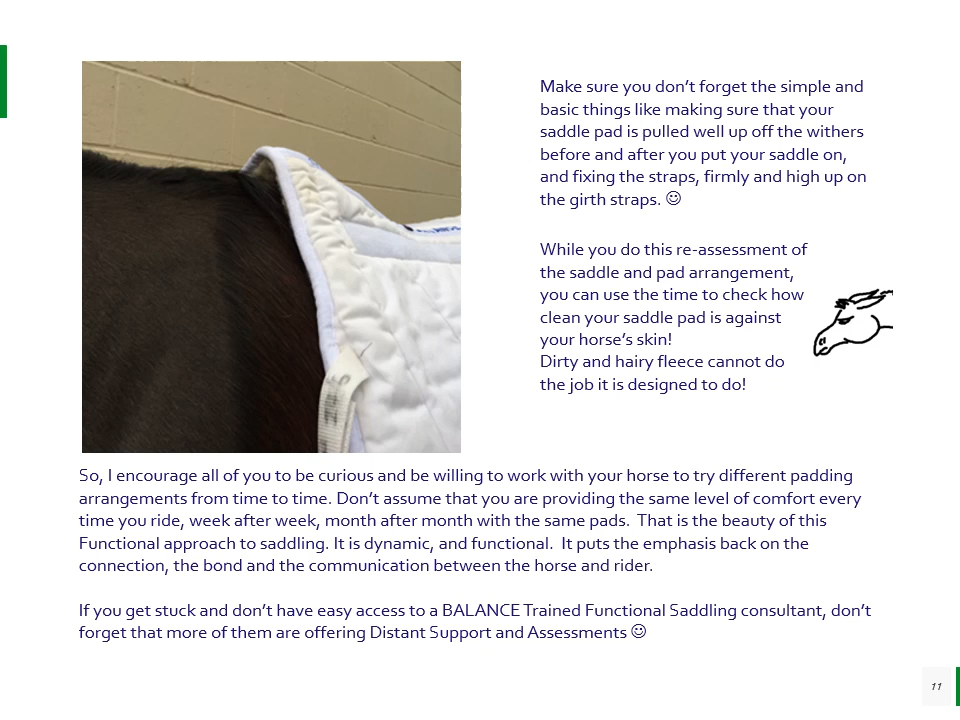 Make sure you don't forget the simple and
basic things like making sure that your
saddle pad is pulled well up off the withers
before and after you put your saddle on,
and fixing the straps, firmly and high up on
the girth straps. ☺
While you do this re-assessment of
the saddle and pad arrangement,
you can use the time to check how
clean your saddle pad is against
your horse's skin!
Dirty and hairy fleece cannot do
the job it is designed to do!
So, I encourage all of you to be curious and be willing to work with your horse to try different padding
arrangements from time to time. Don't assume that you are providing the same level of comfort every
time you ride, week after week, month after month with the same pads.  That is the beauty of this
Functional approach to saddling. It is dynamic, and functional.  It puts the emphasis back on the
connection, the bond and the communication between the horse and rider.
If you get stuck and don't have easy access to a BALANCE Trained Functional Saddling consultant, don't
forget that more of them are offering Distant Support and Assessments ☺
11